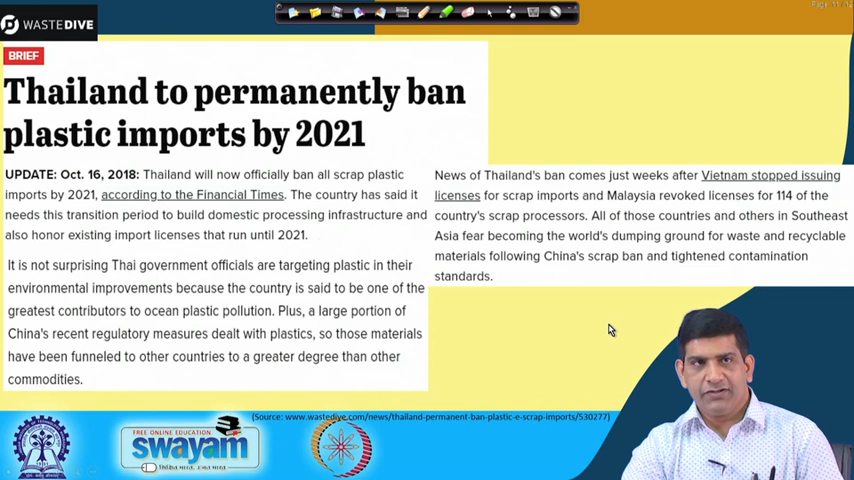 WASTEDIVE
BRIEF
Thailand to permanently ban
plastic imports by 2021
UPDATE: Oct. 16, 2018: Thailand will now officially ban all scrap plastic
imports by 2021, according to the Financial Times. The country has said it
needs this transition period to build domestic processing infrastructure and
also honor existing import licenses that run until 2021.
It is not surprising Thai government officials are targeting plastic in their
environmental improvements because the country is said to be one of the
greatest contributors to ocean plastic pollution. Plus, a large portion of
China's recent regulatory measures dealt with plastics, so those materials
have been funneled to other countries to a greater degree than other
commodities.
News of Thailand's ban comes just weeks after Vietnam stopped issuing
licenses for scrap imports and Malaysia revoked licenses for 114 of the
country's scrap processors. All of those countries and others in Southeast
Asia fear becoming the world's dumping ground for waste and recyclable
materials following China's scrap ban and tightened contamination
standards.
(Source: www.wastedive.com/news/thailand-permanent-ban-plastic-e-scrap-imports/530277)
FREE ONLINE EDUCATION
swayam